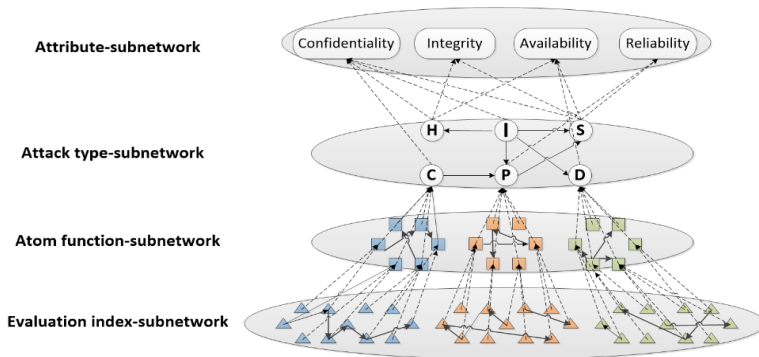 Attribute-subnetwork
Confidentiality
Integrity
Availability
Reliability
Attack type-subnetwork
H
I
S
C
P
D
Atom function-subnetwork
Evaluation index-subnetwork